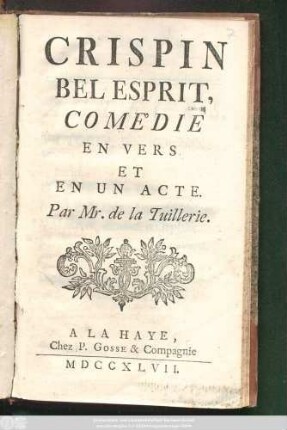 CRISPIN
BEL ESPRIT,
COMEDIE
EN VERS
ET
EN UN ACTE.
Par Mr. de la Tuillerie.
A LA HAYE,
Chez P. GOSSE & Compagnie
MDCCXLVII.